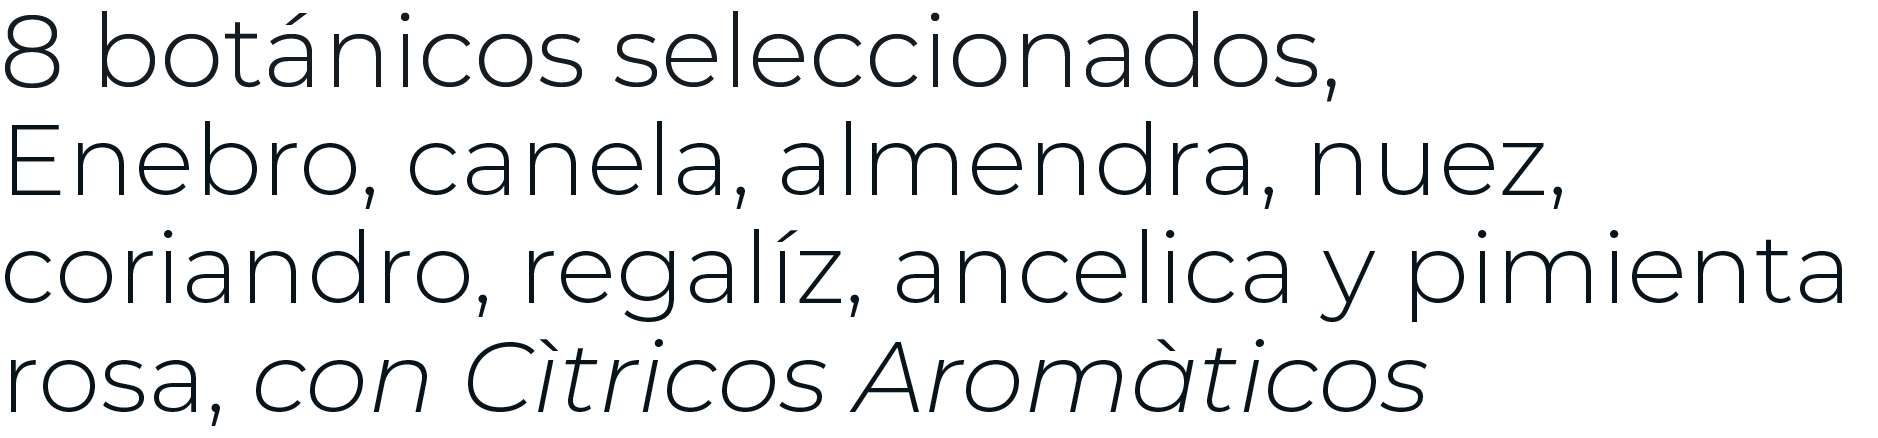 8 botánicos seleccionados,
Enebro, canela, almendra, nuez,
coriandro, regalíz, ancelica y pimienta
rosa, con Cìtricos Aromàticos